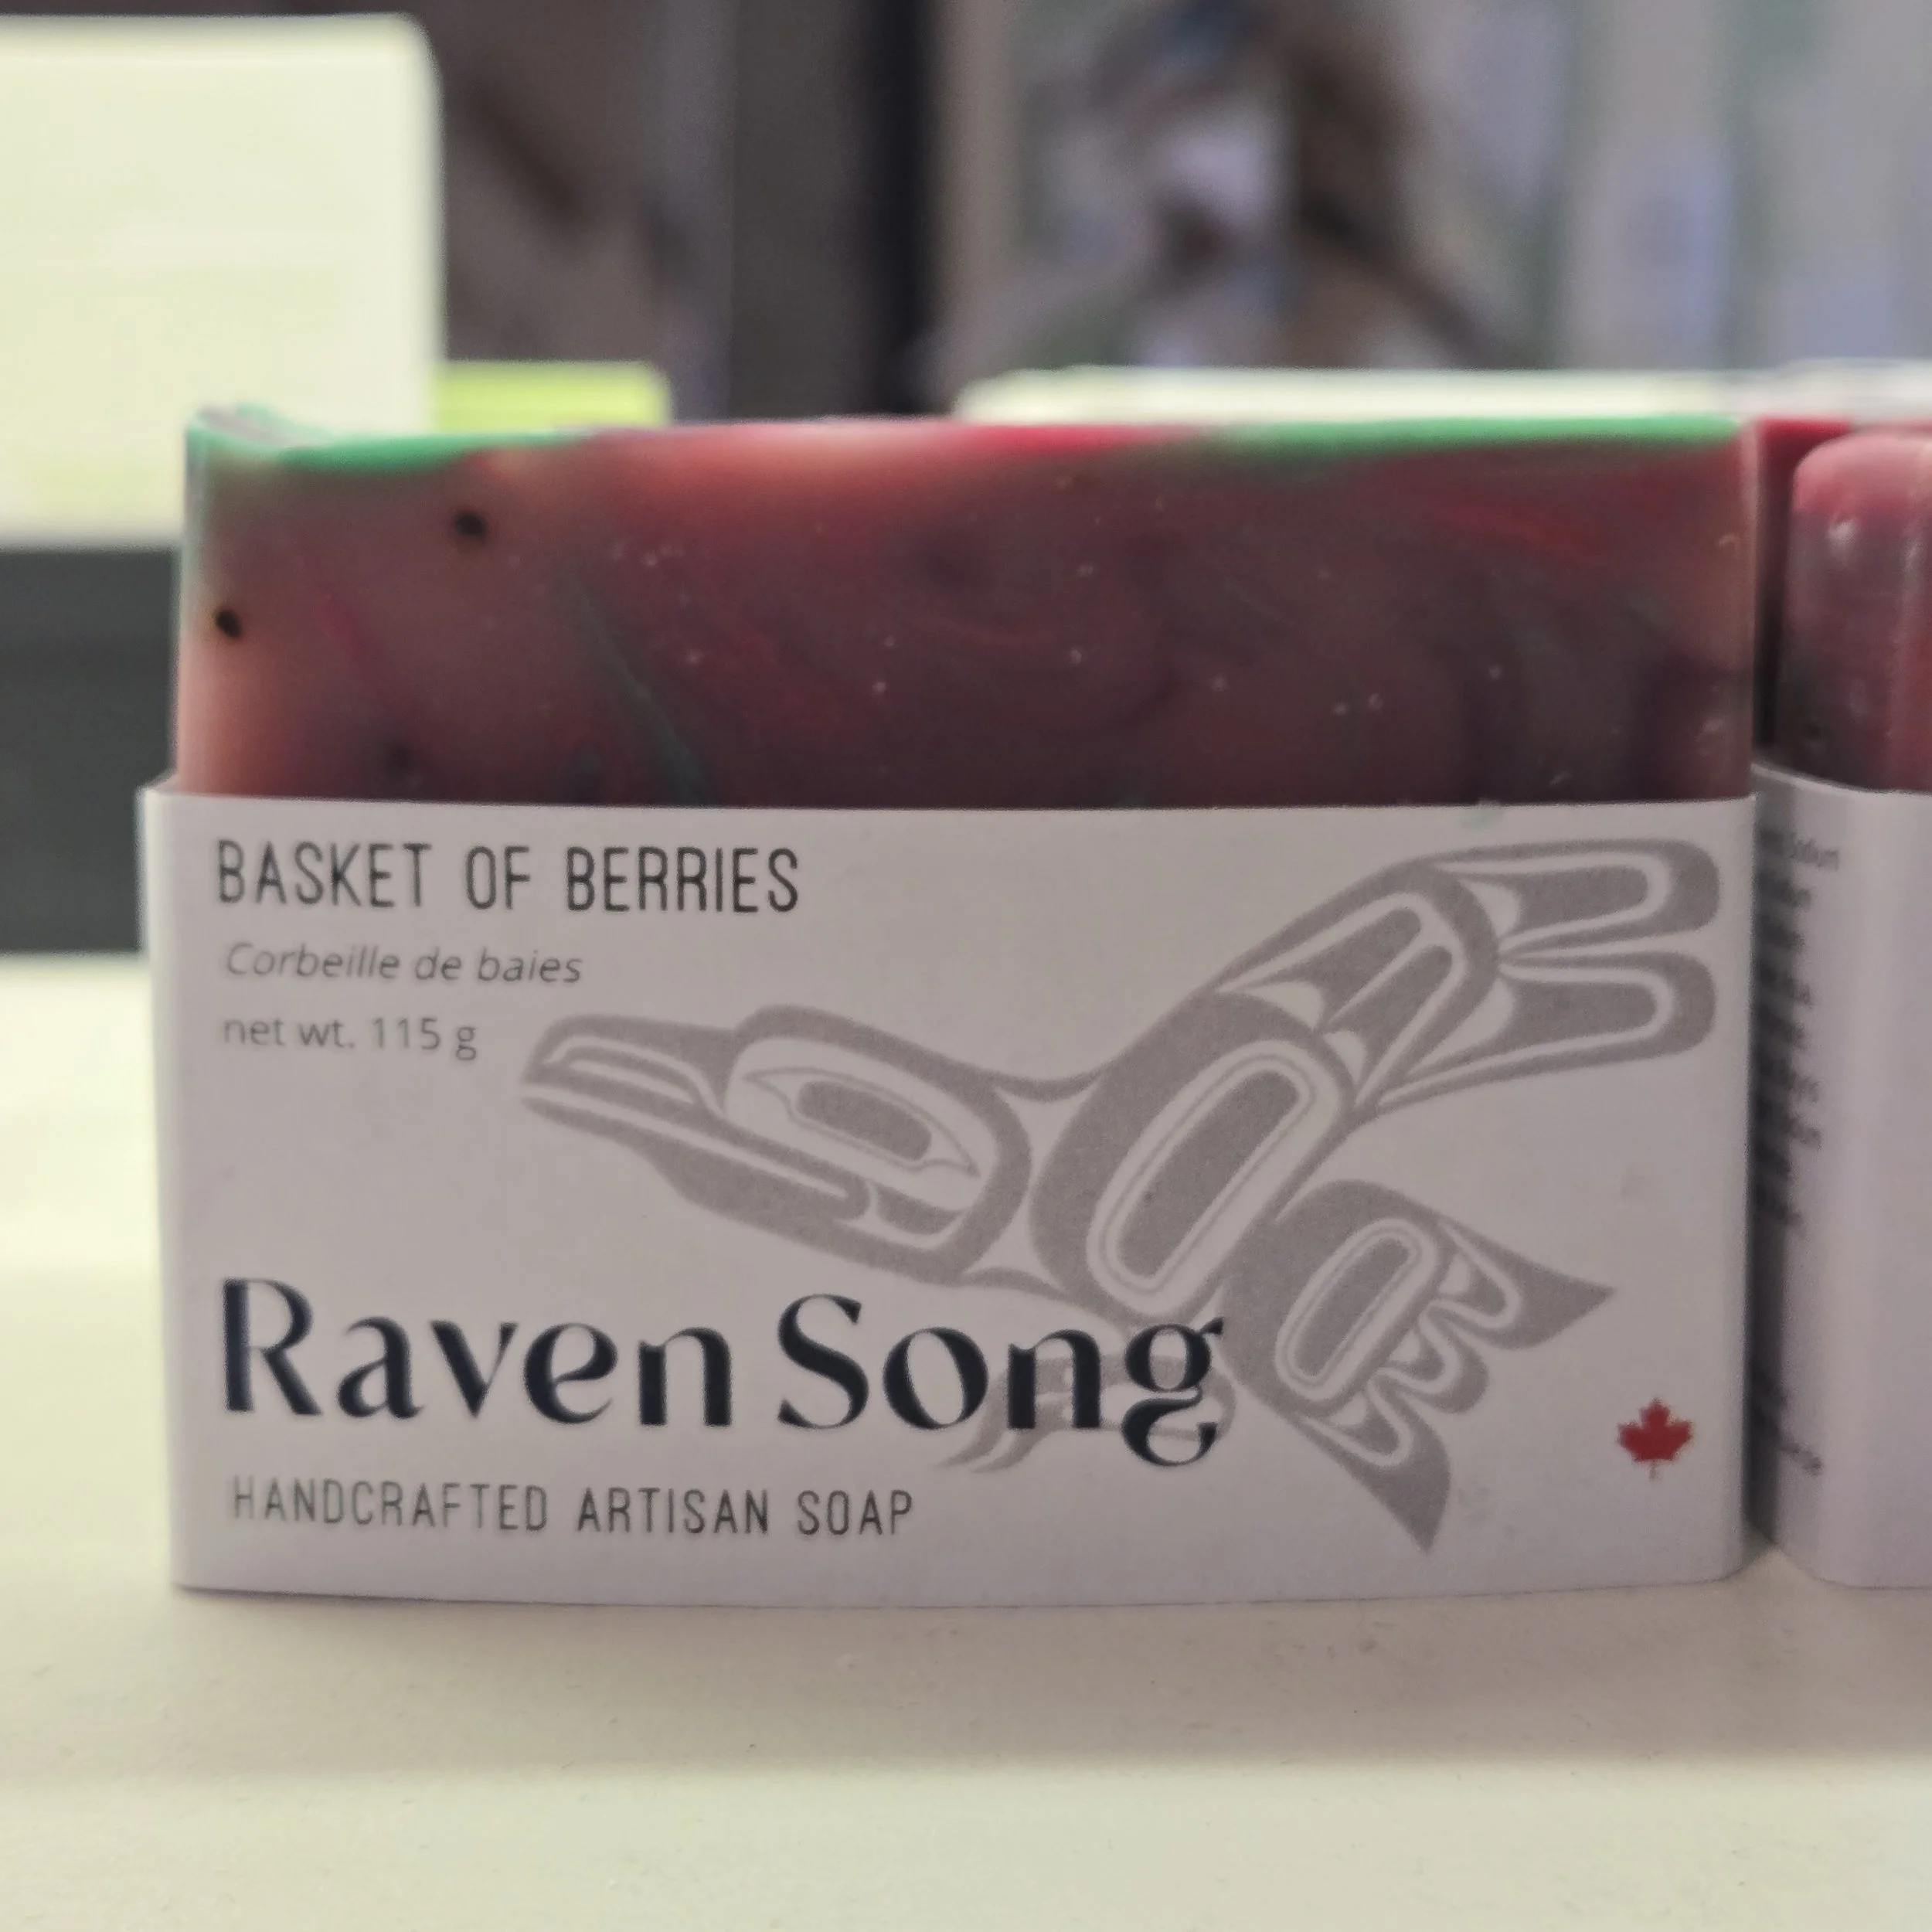 BASKET OF BERRIES
Corbeille de baies
net wt. 115 g
Raven Song
HANDCRAFTED ARTISAN SOAP